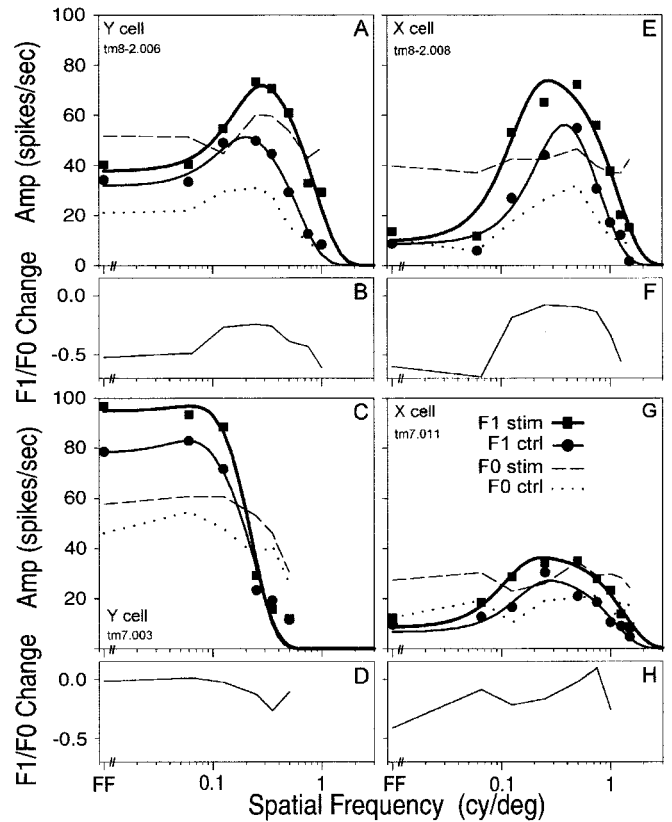 Y cell
tm8-2.006
A
X cell
tm8-2.008
E
Amp (spikes/sec)
100
80
60
40
20
0
B
F
F1/F0 Change
0.0
-0.5
C
Y cell
tm7.003
G
X cell
tm7.011
F1 stim
F1 ctrl
F0 stim
F0 ctrl
Amp (spikes/sec)
100
80
60
40
20
D
H
F1/F0 Change
0.0
-0.5
FF
0.1
1
FF
0.1
1
Spatial Frequency (cy/deg)